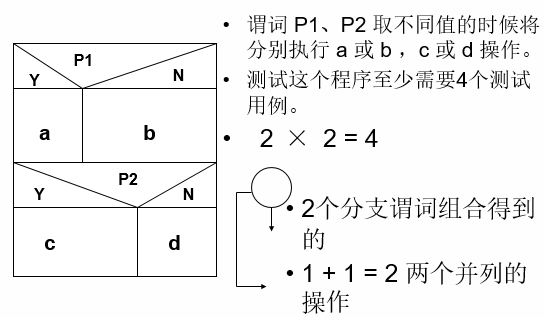 P1
Y
N
a
b
P2
Y
N
c
d
• 谓词 P1、P2 取不同值的时候将
分别执行 a 或 b ，c 或 d 操作。
• 测试这个程序至少需要4个测试
用例。
• 2 × 2 = 4
• 2个分支谓词组合得到
的
• 1 + 1 = 2 两个并列的
操作